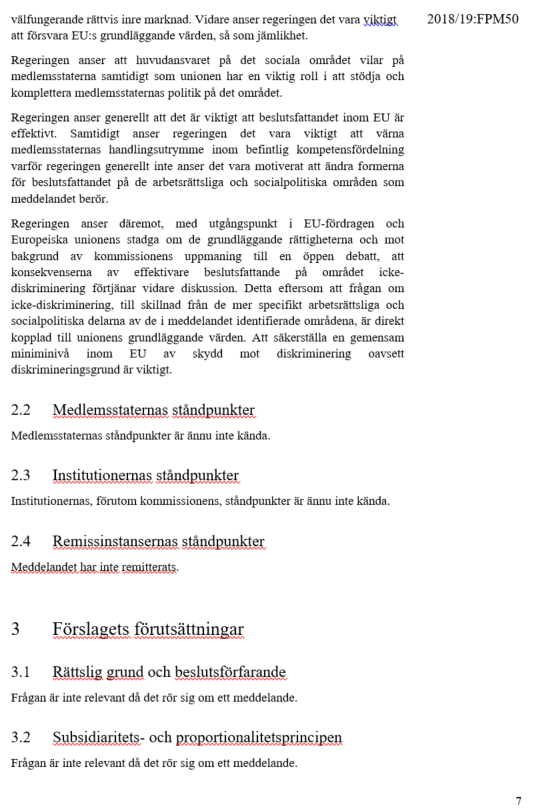 välfungerande rättvis inre marknad. Vidare anser regeringen det vara viktigt
2018/19:FPM50
att försvara EU:s grundläggande värden, så som jämlikhet.
Regeringen anser att huvudansvaret på det sociala området vilar på
medlemsstaterna samtidigt som unionen har en viktig roll i att stödja och
komplettera medlemsstaternas politik på det området.
Regeringen anser generellt att det är viktigt att beslutsfattandet inom EU är
effektivt. Samtidigt anser regeringen det vara viktigt att värna
medlemsstaternas handlingsutrymme inom befintlig kompetensfördelning
varför regeringen generellt inte anser det vara motiverat att ändra formerna
för beslutsfattandet på de arbetsrättsliga och socialpolitiska områden som
meddelandet berör.
Regeringen anser däremot, med utgångspunkt i EU-fördragen och
Europeiska unionens stadga om de grundläggande rättigheterna och mot
bakgrund av kommissionens uppmaning till en öppen debatt, att
konsekvenserna av effektivare beslutsfattande på området icke-
diskriminering förtjänar vidare diskussion. Detta eftersom att frågan om
icke-diskriminering, till skillnad från de mer specifikt arbetsrättsliga och
socialpolitiska delarna av de i meddelandet identifierade områdena, är direkt
kopplad till unionens grundläggande värden. Att säkerställa en gemensam
miniminivå inom EU av skydd mot diskriminering oavsett
diskrimineringsgrund är viktigt.
2.2 Medlemsstaternas ståndpunkter
Medlemsstaternas ståndpunkter är ännu inte kända.
2.3 Institutionernas ståndpunkter
Institutionernas, förutom kommissionens, ståndpunkter är ännu inte kända.
2.4 Remissinstansernas ståndpunkter
Meddelandet har inte remitterats.
3 Förslagets förutsättningar
3.1 Rättslig grund och beslutsförfarande
Frågan är inte relevant då det rör sig om ett meddelande.
3.2 Subsidiaritets- och proportionalitetsprincipen
Frågan är inte relevant då det rör sig om ett meddelande.
7